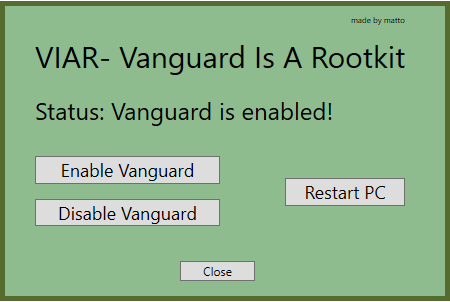 made by matto
VIAR- Vanguard Is A Rootkit
Status: Vanguard is enabled!
Enable Vanguard
Disable Vanguard
Restart PC
Close